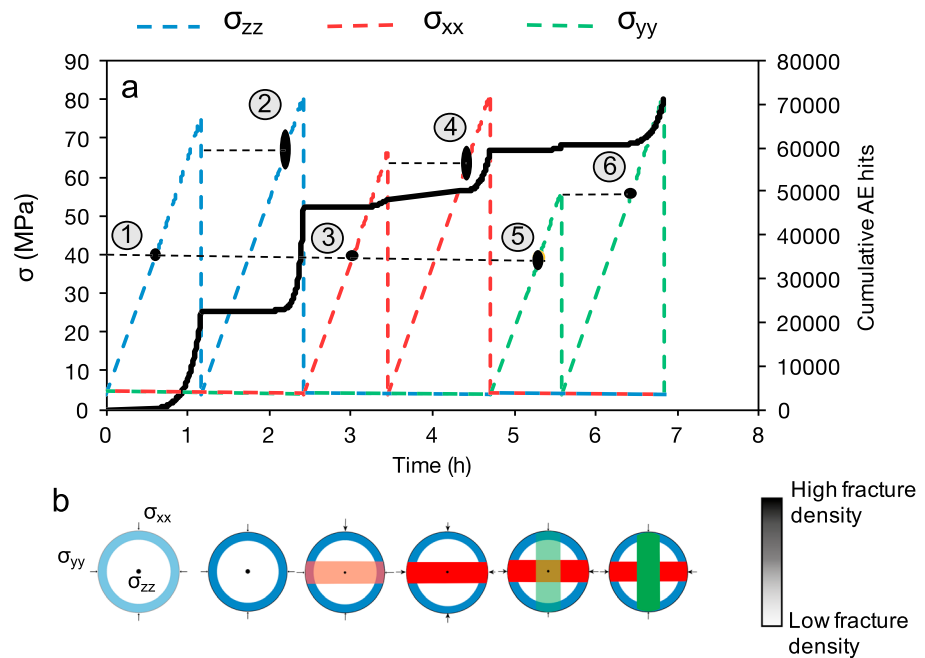 σzz σxx σyy
a
90 80000
80 70000
70 60000
60 50000
50 40000
40 30000
30 20000
20 10000
10 0
0
σ (MPa)
Cumulative AE hits
1 2 3 4 5 6
0 1 2 3 4 5 6 7 8
Time (h)
b
σxx
σyy
σzz
High fracture
density
Low fracture
density